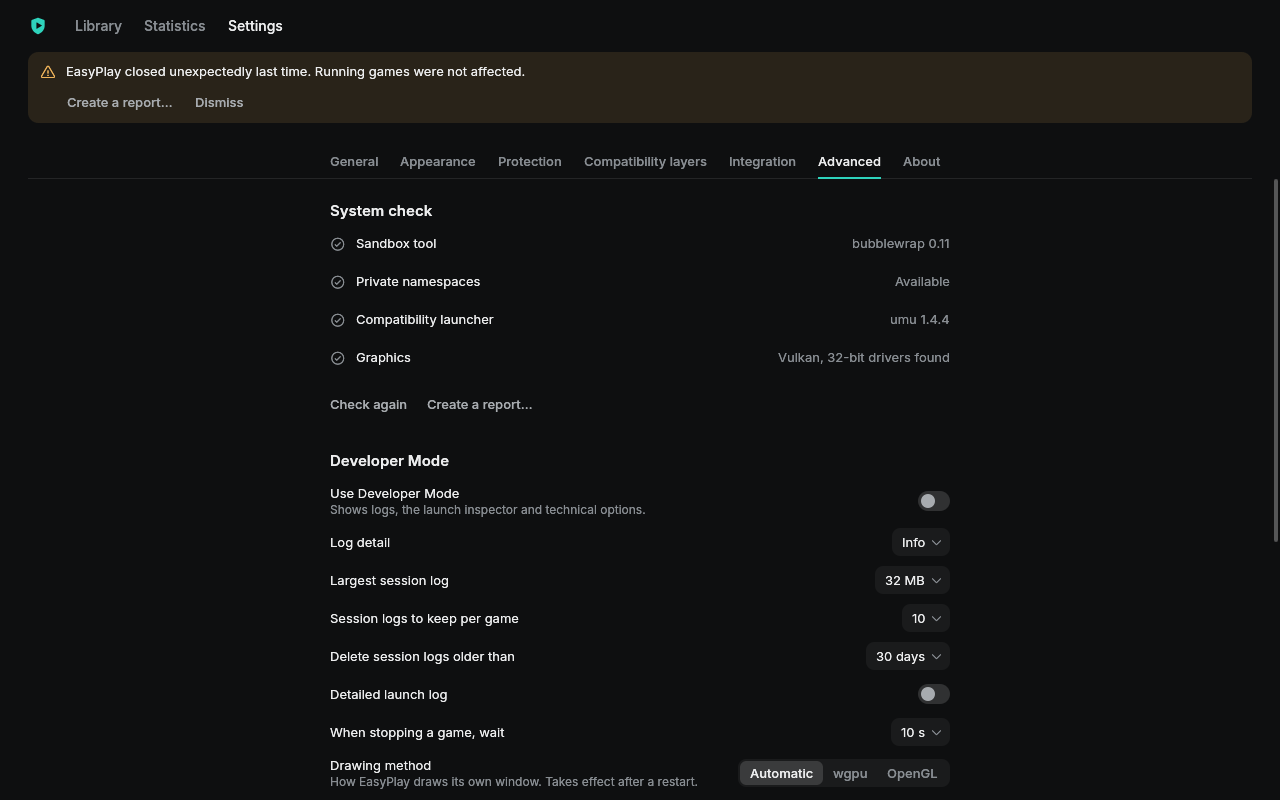 Library Statistics Settings
EasyPlay closed unexpectedly last time. Running games were not affected.
Create a report... Dismiss
General Appearance Protection Compatibility layers Integration Advanced About
System check
Sandbox tool bubblewrap 0.11
Private namespaces Available
Compatibility launcher umu 1.4.4
Graphics Vulkan, 32-bit drivers found
Check again Create a report...
Developer Mode
Use Developer Mode
Shows logs, the launch inspector and technical options.
Log detail Info
Largest session log 32 MB
Session logs to keep per game 10
Delete session logs older than 30 days
Detailed launch log
When stopping a game, wait 10 s
Drawing method Automatic wgpu OpenGL
How EasyPlay draws its own window. Takes effect after a restart.